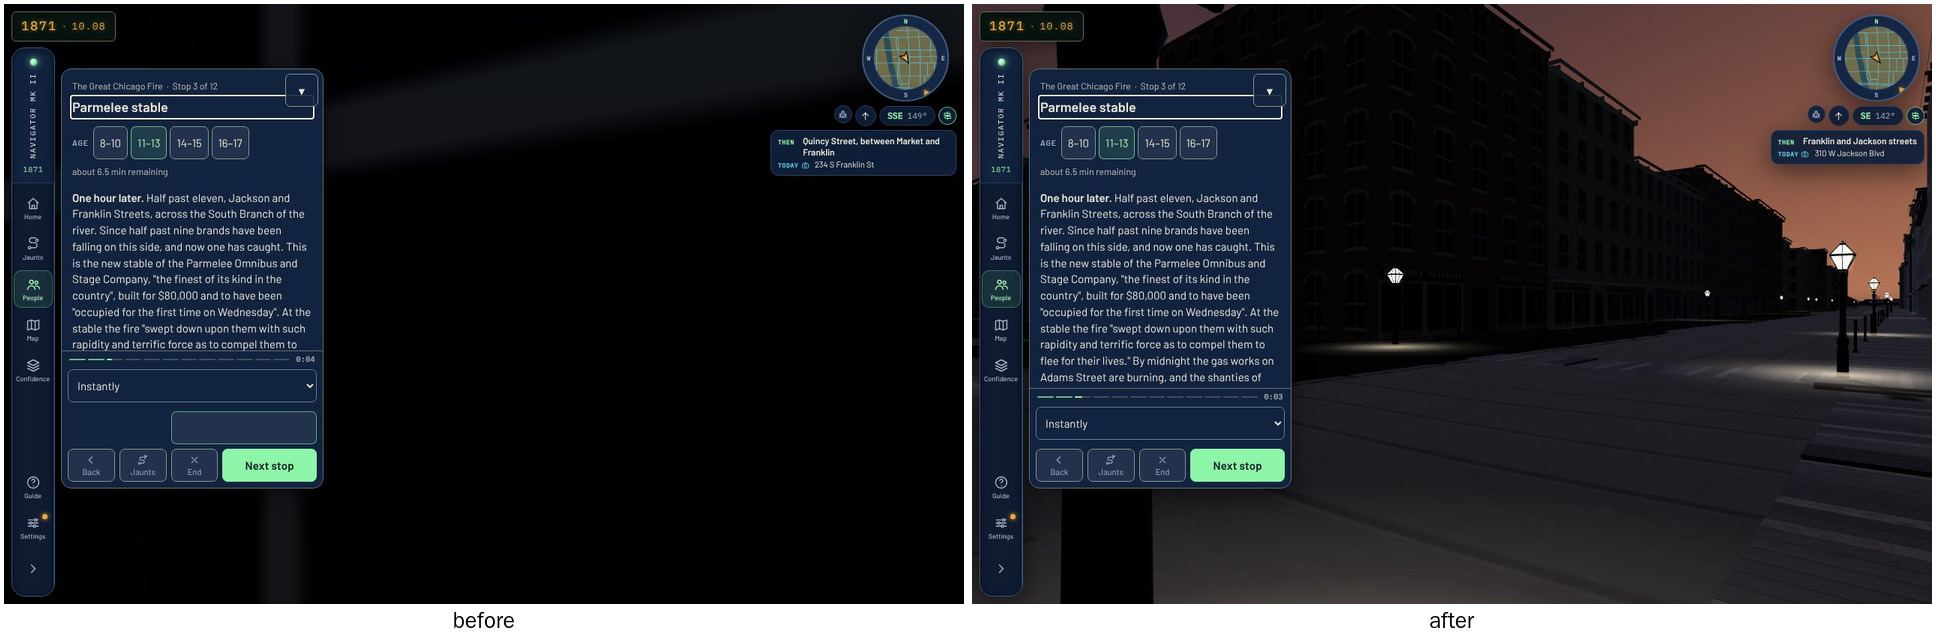 1871 · 10.08
NAVIGATOR MK II
1871
Home
Jaunts
People
Map
Confidence
Guide
Settings
The Great Chicago Fire · Stop 3 of 12
Parmelee stable
AGE 8–10 11–13 14–15 16–17
about 6.5 min remaining
One hour later. Half past eleven, Jackson and
Franklin Streets, across the South Branch of the
river. Since half past nine brands have been
falling on this side, and now one has caught. This
is the new stable of the Parmelee Omnibus and
Stage Company, "the finest of its kind in the
country", built for $80,000 and to have been
"occupied for the first time on Wednesday". At the
stable the fire "swept down upon them with such
rapidity and terrific force as to compel them to
0:04
Instantly
Back Jaunts End Next stop
N
W E
S
SSE 149°
THEN Quincy Street, between Market and
Franklin
TODAY 234 S Franklin St
before
1871 · 10.08
NAVIGATOR MK II
1871
Home
Jaunts
People
Map
Confidence
Guide
Settings
The Great Chicago Fire · Stop 3 of 12
Parmelee stable
AGE 8–10 11–13 14–15 16–17
about 6.5 min remaining
One hour later. Half past eleven, Jackson and
Franklin Streets, across the South Branch of the
river. Since half past nine brands have been
falling on this side, and now one has caught. This
is the new stable of the Parmelee Omnibus and
Stage Company, "the finest of its kind in the
country", built for $80,000 and to have been
"occupied for the first time on Wednesday". At the
stable the fire "swept down upon them with such
rapidity and terrific force as to compel them to
flee for their lives." By midnight the gas works on
Adams Street are burning, and the shanties of
0:03
Instantly
Back Jaunts End Next stop
N
W E
S
SE 142°
THEN Franklin and Jackson streets
TODAY 310 W Jackson Blvd
after